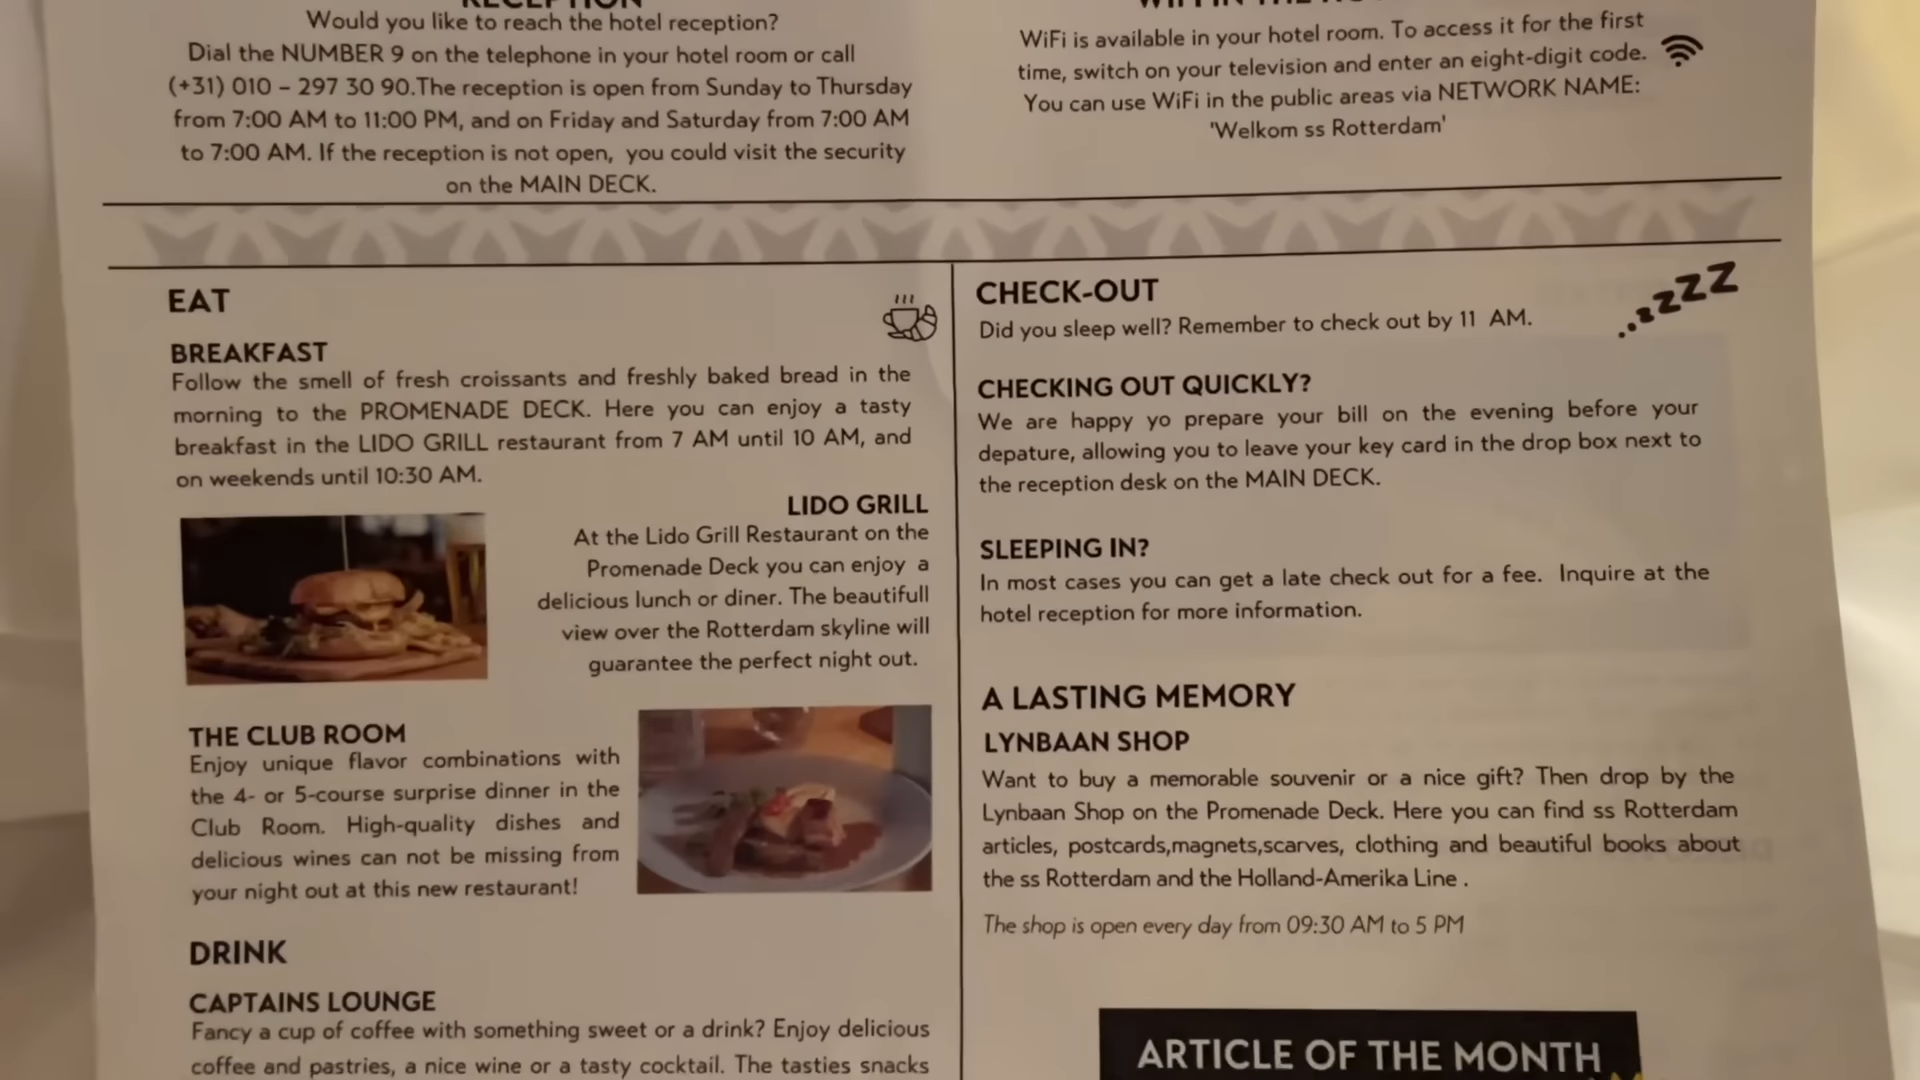 RECEPTION
Would you like to reach the hotel reception?
Dial the NUMBER 9 on the telephone in your hotel room or call
(+31) 010 – 297 30 90.The reception is open from Sunday to Thursday
from 7:00 AM to 11:00 PM, and on Friday and Saturday from 7:00 AM
to 7:00 AM. If the reception is not open, you could visit the security
on the MAIN DECK.
WiFi is available in your hotel room. To access it for the first
time, switch on your television and enter an eight-digit code.
You can use WiFi in the public areas via NETWORK NAME:
'Welkom ss Rotterdam'
EAT
BREAKFAST
Follow the smell of fresh croissants and freshly baked bread in the
morning to the PROMENADE DECK. Here you can enjoy a tasty
breakfast in the LIDO GRILL restaurant from 7 AM until 10 AM, and
on weekends until 10:30 AM.
LIDO GRILL
At the Lido Grill Restaurant on the
Promenade Deck you can enjoy a
delicious lunch or diner. The beautifull
view over the Rotterdam skyline will
guarantee the perfect night out.
THE CLUB ROOM
Enjoy unique flavor combinations with
the 4- or 5-course surprise dinner in the
Club Room. High-quality dishes and
delicious wines can not be missing from
your night out at this new restaurant!
DRINK
CAPTAINS LOUNGE
Fancy a cup of coffee with something sweet or a drink? Enjoy delicious
coffee and pastries, a nice wine or a tasty cocktail. The tasties snacks
CHECK-OUT
Did you sleep well? Remember to check out by 11 AM.
..zzZZ
CHECKING OUT QUICKLY?
We are happy yo prepare your bill on the evening before your
depature, allowing you to leave your key card in the drop box next to
the reception desk on the MAIN DECK.
SLEEPING IN?
In most cases you can get a late check out for a fee. Inquire at the
hotel reception for more information.
A LASTING MEMORY
LYNBAAN SHOP
Want to buy a memorable souvenir or a nice gift? Then drop by the
Lynbaan Shop on the Promenade Deck. Here you can find ss Rotterdam
articles, postcards,magnets,scarves, clothing and beautiful books about
the ss Rotterdam and the Holland-Amerika Line .
The shop is open every day from 09:30 AM to 5 PM
ARTICLE OF THE MONTH